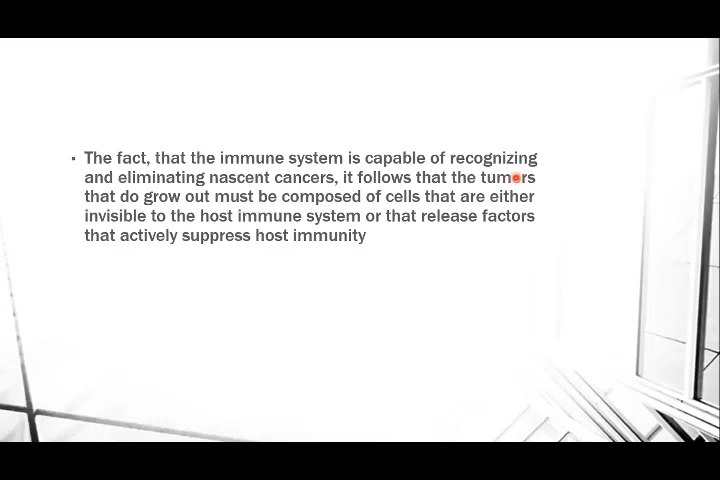 ▪ The fact, that the immune system is capable of recognizing
and eliminating nascent cancers, it follows that the tumors
that do grow out must be composed of cells that are either
invisible to the host immune system or that release factors
that actively suppress host immunity